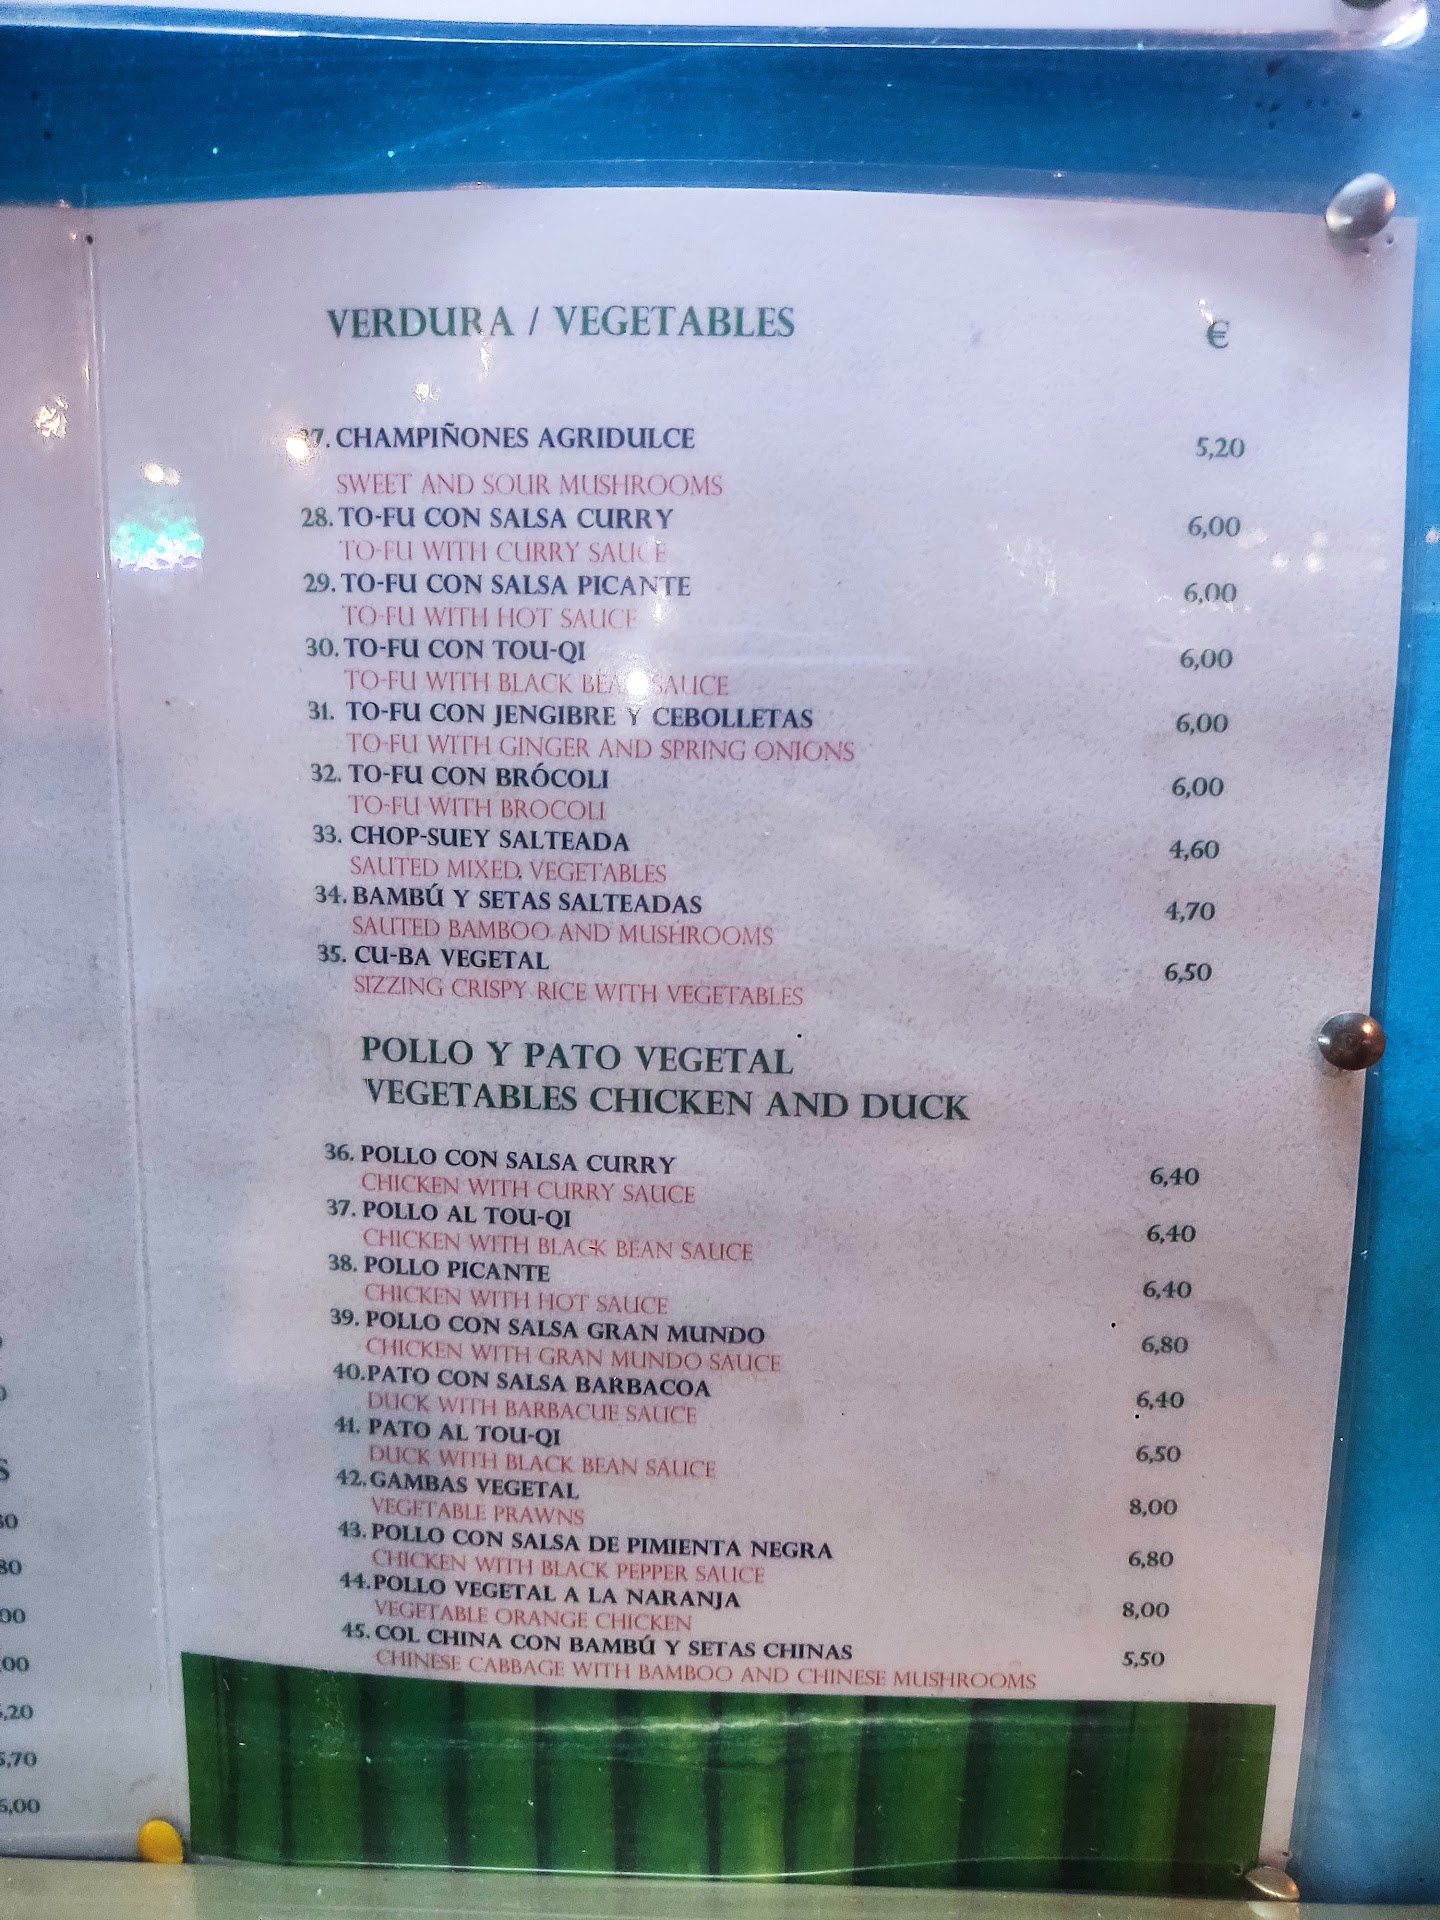 VERDURA / VEGETABLES €
7. CHAMPIÑONES AGRIDULCE 5,20
SWEET AND SOUR MUSHROOMS
28. TO-FU CON SALSA CURRY 6,00
TO-FU WITH CURRY SAUCE
29. TO-FU CON SALSA PICANTE 6,00
TO-FU WITH HOT SAUCE
30. TO-FU CON TOU-QI 6,00
TO-FU WITH BLACK BEAN SAUCE
31. TO-FU CON JENGIBRE Y CEBOLLETAS 6,00
TO-FU WITH GINGER AND SPRING ONIONS
32. TO-FU CON BRÓCOLI 6,00
TO-FU WITH BROCOLI
33. CHOP-SUEY SALTEADA 4,60
SAUTED MIXED VEGETABLES
34. BAMBÚ Y SETAS SALTEADAS 4,70
SAUTED BAMBOO AND MUSHROOMS
35. CU-BA VEGETAL 6,50
SIZZING CRISPY RICE WITH VEGETABLES
POLLO Y PATO VEGETAL
VEGETABLES CHICKEN AND DUCK
36. POLLO CON SALSA CURRY 6,40
CHICKEN WITH CURRY SAUCE
37. POLLO AL TOU-QI 6,40
CHICKEN WITH BLACK BEAN SAUCE
38. POLLO PICANTE 6,40
CHICKEN WITH HOT SAUCE
39. POLLO CON SALSA GRAN MUNDO 6,80
CHICKEN WITH GRAN MUNDO SAUCE
40. PATO CON SALSA BARBACOA 6,40
DUCK WITH BARBACUE SAUCE
41. PATO AL TOU-QI 6,50
DUCK WITH BLACK BEAN SAUCE
42. GAMBAS VEGETAL 8,00
VEGETABLE PRAWNS
43. POLLO CON SALSA DE PIMIENTA NEGRA 6,80
CHICKEN WITH BLACK PEPPER SAUCE
44. POLLO VEGETAL A LA NARANJA 8,00
VEGETABLE ORANGE CHICKEN
45. COL CHINA CON BAMBÚ Y SETAS CHINAS 5,50
CHINESE CABBAGE WITH BAMBOO AND CHINESE MUSHROOMS